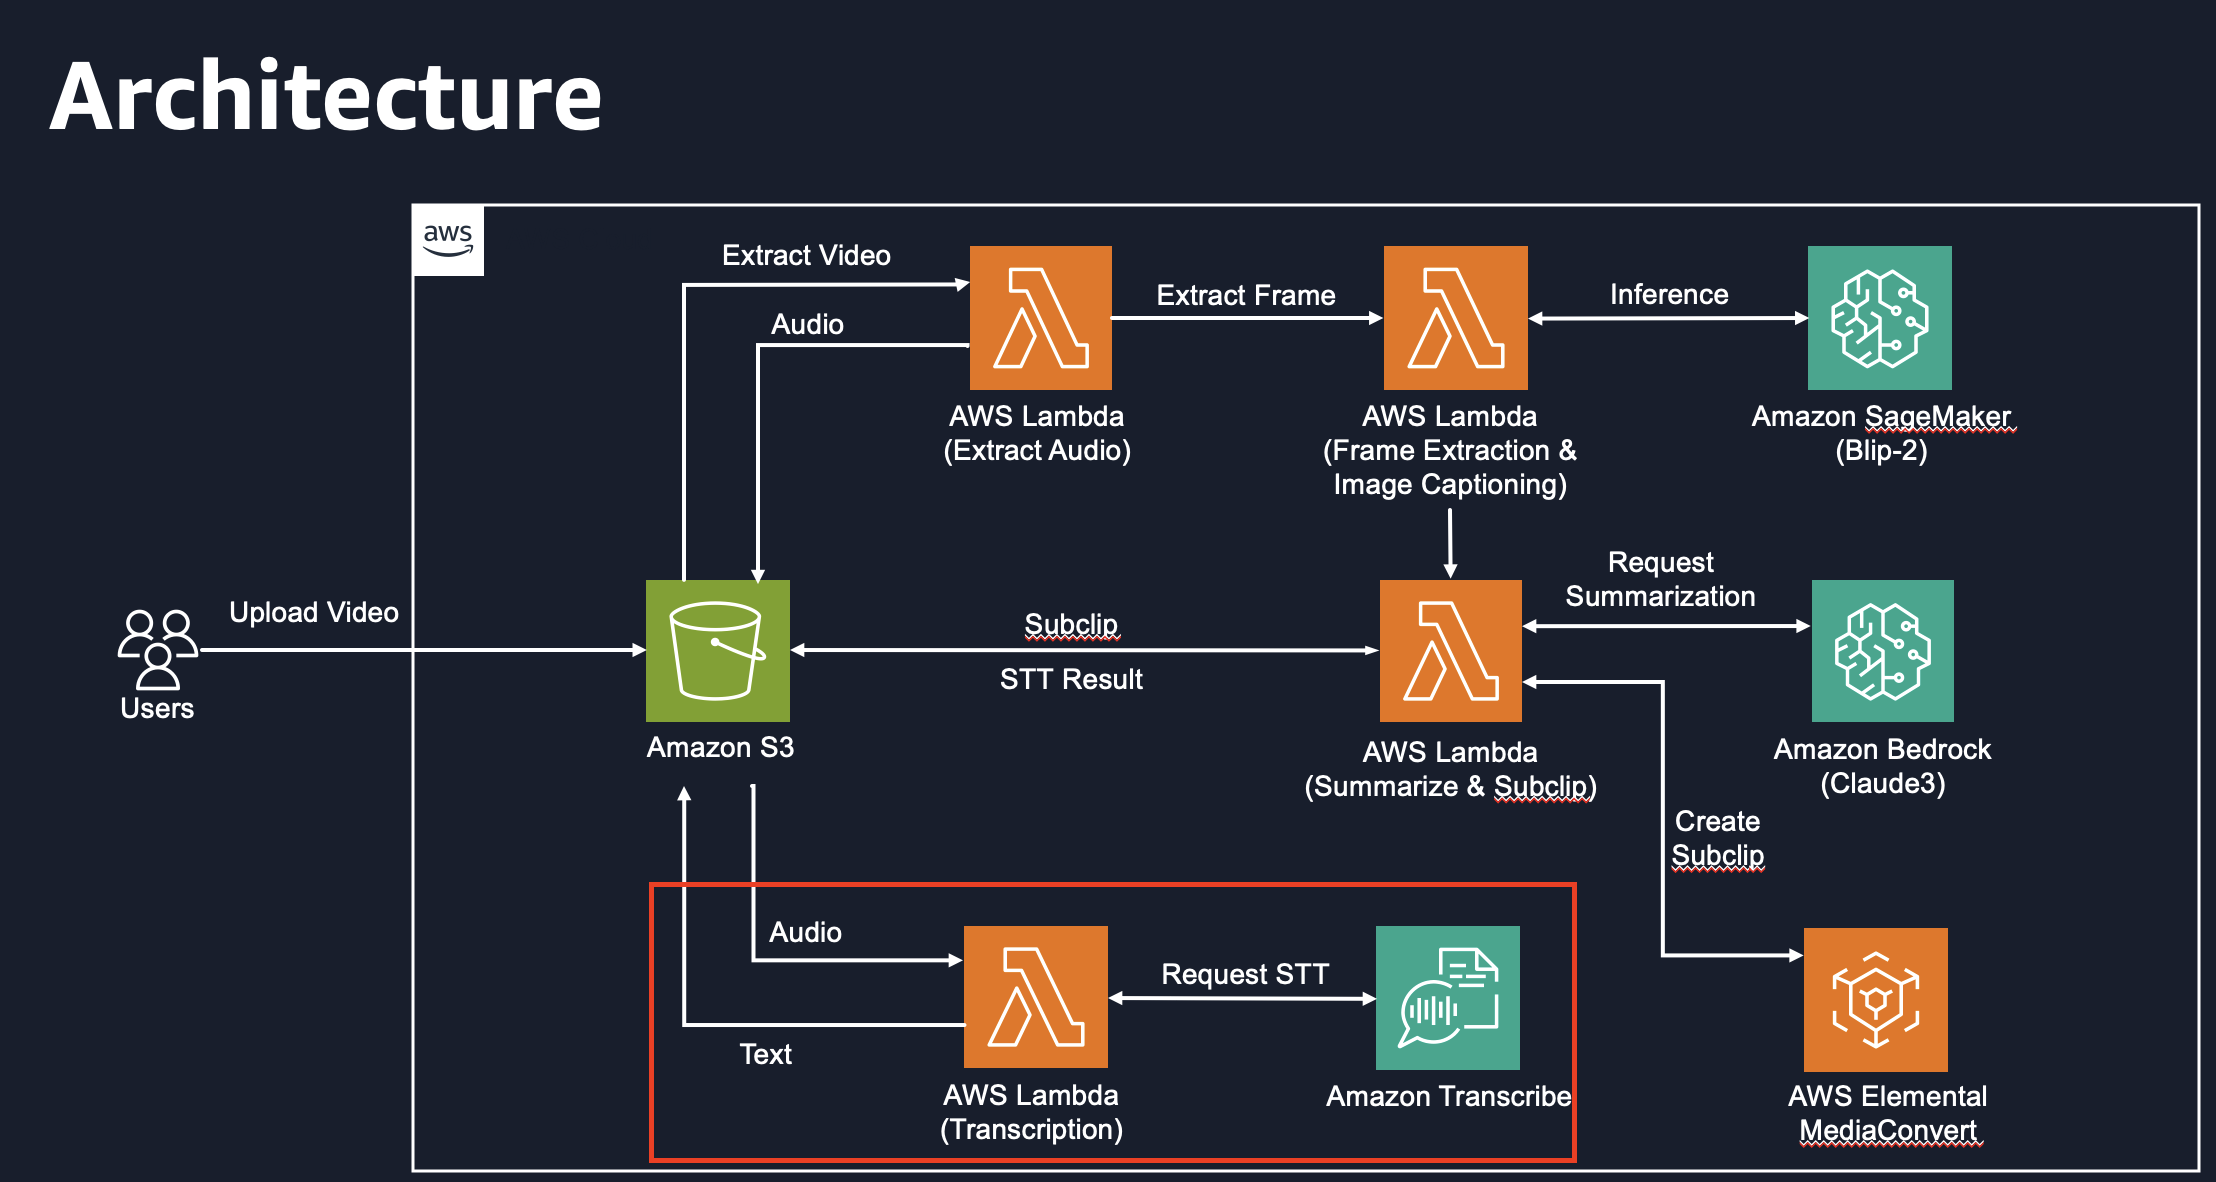 Architecture
aws
Extract Video
Audio
Extract Frame
Inference
AWS Lambda
(Extract Audio)
AWS Lambda
(Frame Extraction &
Image Captioning)
Amazon SageMaker
(Blip-2)
Upload Video
Users
Amazon S3
Subclip
STT Result
Request
Summarization
AWS Lambda
(Summarize & Subclip)
Amazon Bedrock
(Claude3)
Create
Subclip
Audio
Text
Request STT
AWS Lambda
(Transcription)
Amazon Transcribe
AWS Elemental
MediaConvert